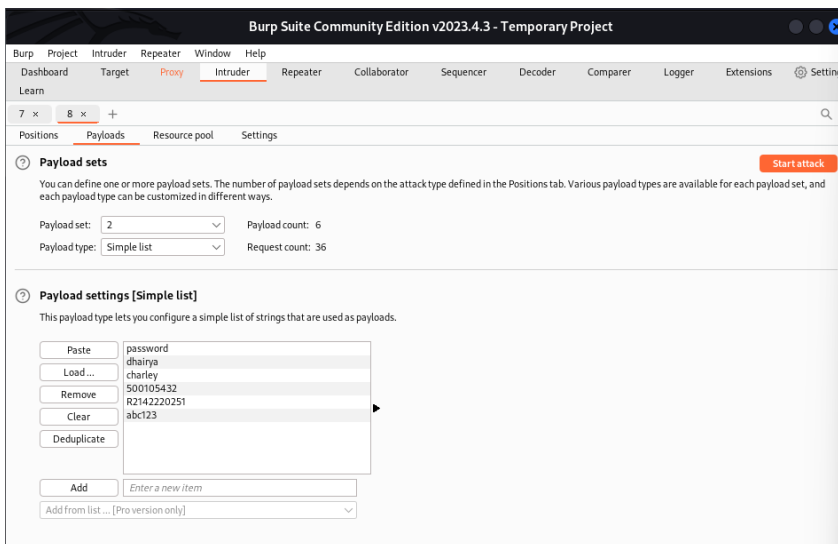 Burp Suite Community Edition v2023.4.3 - Temporary Project
Burp Project Intruder Repeater Window Help
Dashboard Target Proxy Intruder Repeater Collaborator Sequencer Decoder Comparer Logger Extensions Settin
Learn
7 × 8 × +
Positions Payloads Resource pool Settings
? Payload sets Start attack
You can define one or more payload sets. The number of payload sets depends on the attack type defined in the Positions tab. Various payload types are available for each payload set, and
each payload type can be customized in different ways.
Payload set: 2 Payload count: 6
Payload type: Simple list Request count: 36
? Payload settings [Simple list]
This payload type lets you configure a simple list of strings that are used as payloads.
Paste
Load ...
Remove
Clear
Deduplicate
password
dhairya
charley
500105432
R2142220251
abc123
Add Enter a new item
Add from list ... [Pro version only]